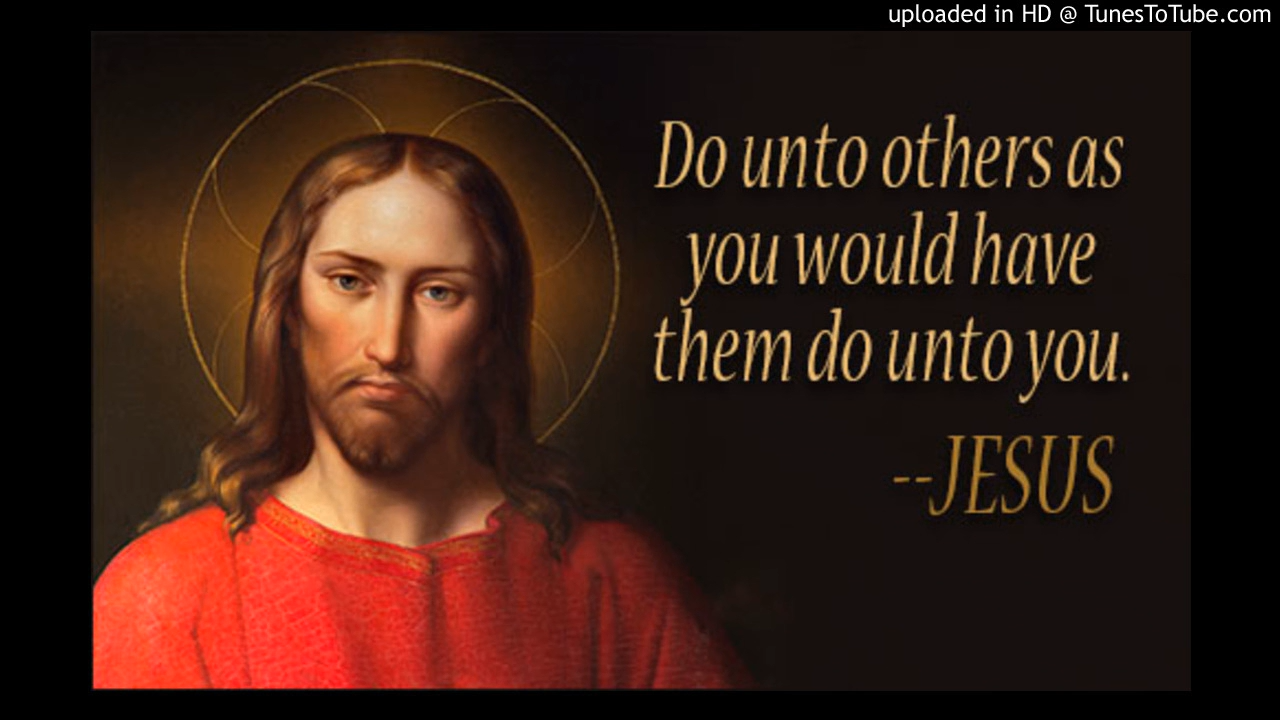 uploaded in HD @ TunesToTube.com
Do unto others as
you would have
them do unto you.
--JESUS